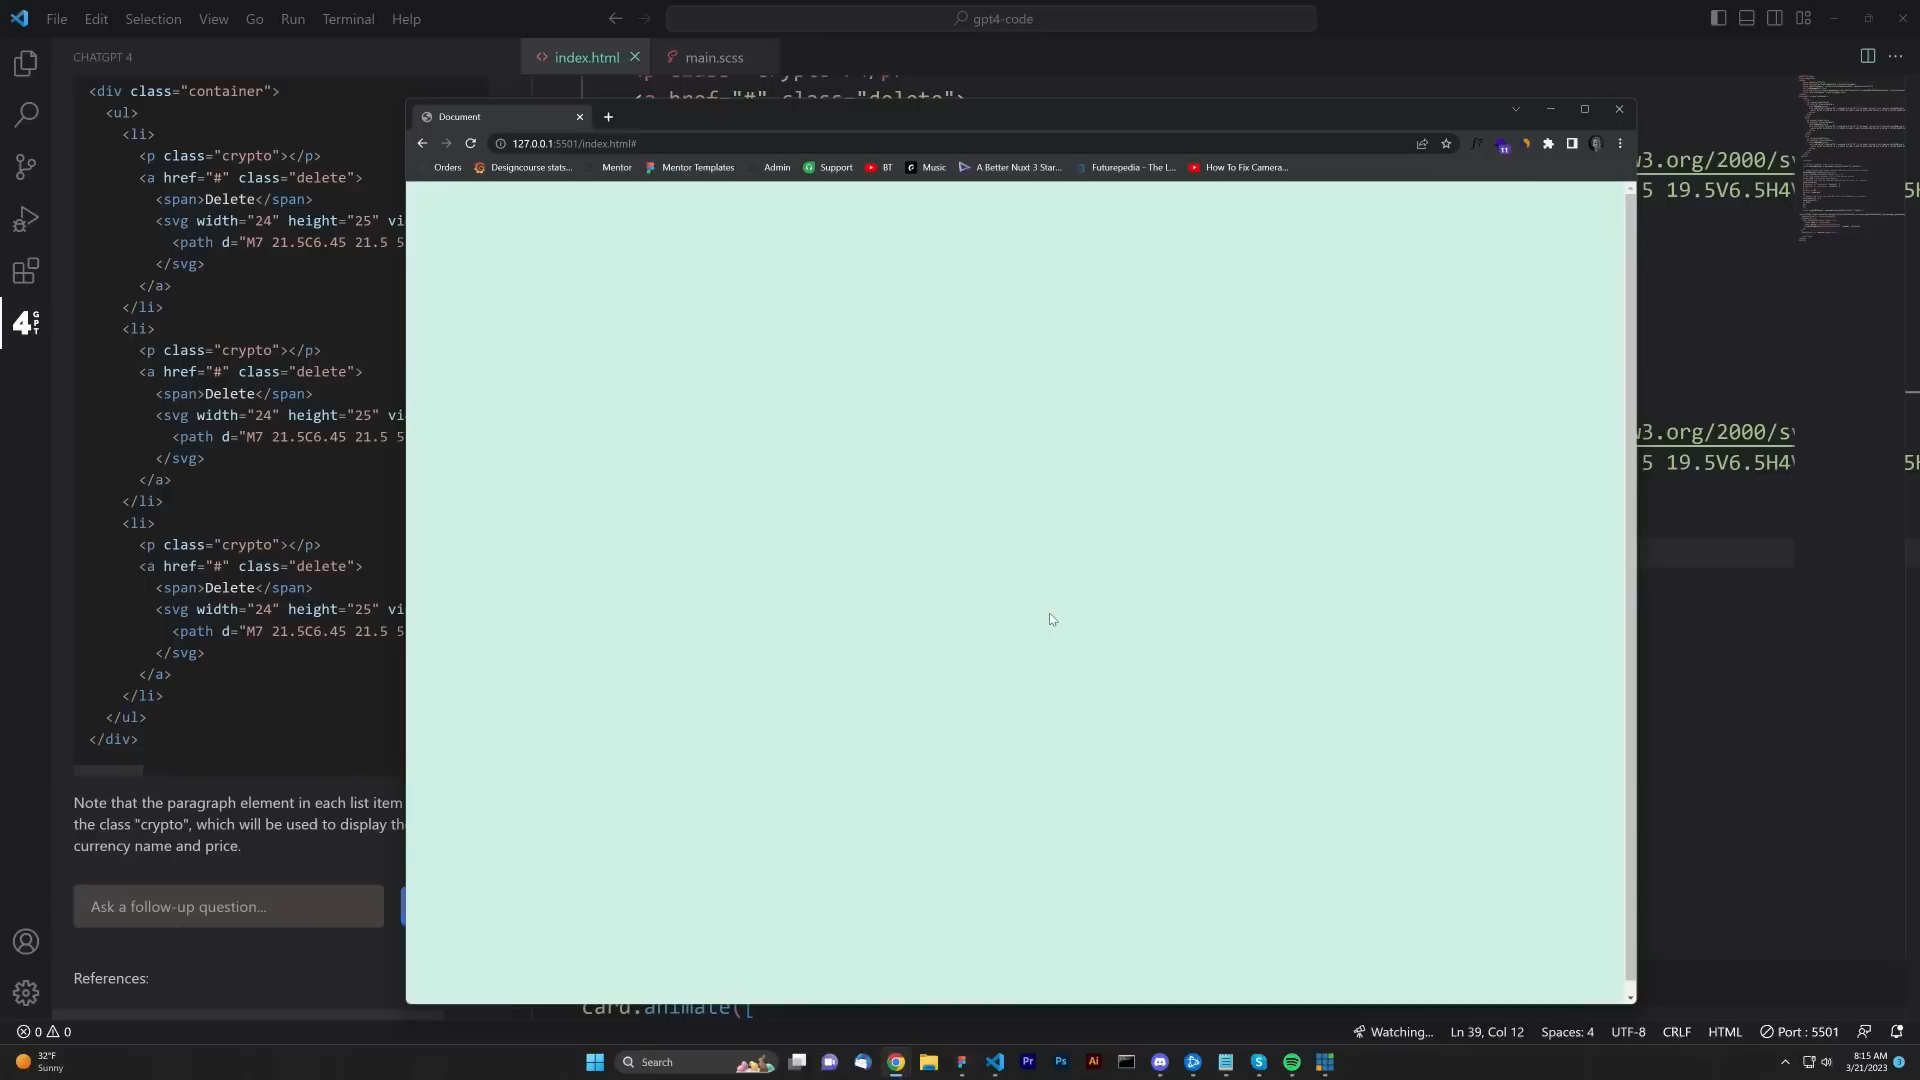 File Edit Selection View Go Run Terminal Help
gpt4-code
CHATGPT 4
index.html
main.scss
<div class="container">
<ul>
<li>
<p class="crypto"></p>
<a href="#" class="delete">
<span>Delete</span>
<svg width="24" height="25" vi
<path d="M7 21.5C6.45 21.5 5
</svg>
</a>
</li>
<li>
<p class="crypto"></p>
<a href="#" class="delete">
<span>Delete</span>
<svg width="24" height="25" vi
<path d="M7 21.5C6.45 21.5 5
</svg>
</a>
</li>
<li>
<p class="crypto"></p>
<a href="#" class="delete">
<span>Delete</span>
<svg width="24" height="25" vi
<path d="M7 21.5C6.45 21.5 5
</svg>
</a>
</li>
</ul>
</div>
Note that the paragraph element in each list item
the class "crypto", which will be used to display th
currency name and price.
Ask a follow-up question...
References:
<a href="#" class="delete">
Document
127.0.0.1:5501/index.html#
11
Orders Designcourse stats... Mentor Mentor Templates Admin Support BT Music A Better Nuxt 3 Star... Futurepedia - The L... How To Fix Camera...
w3.org/2000/sv
5 19.5V6.5H4V
5H
w3.org/2000/sv
5 19.5V6.5H4V
5H
card.animate([
0 0
Watching... Ln 39, Col 12 Spaces: 4 UTF-8 CRLF HTML Port : 5501
32°F
Sunny
Search
Pr Ps Ai
8:15 AM
3/21/2023
3